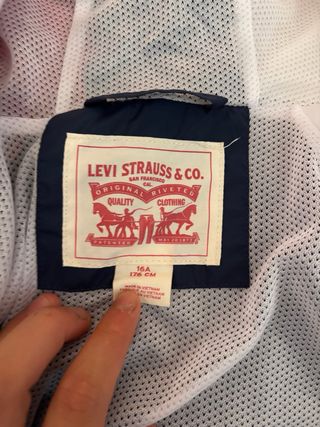 LEVI STRAUSS & CO.
SAN FRANCISCO
CAL.
ORIGINAL RIVETED
QUALITY CLOTHING
PATENTED MAY 20 1873
16A
176 CM
MADE IN VIETNAM